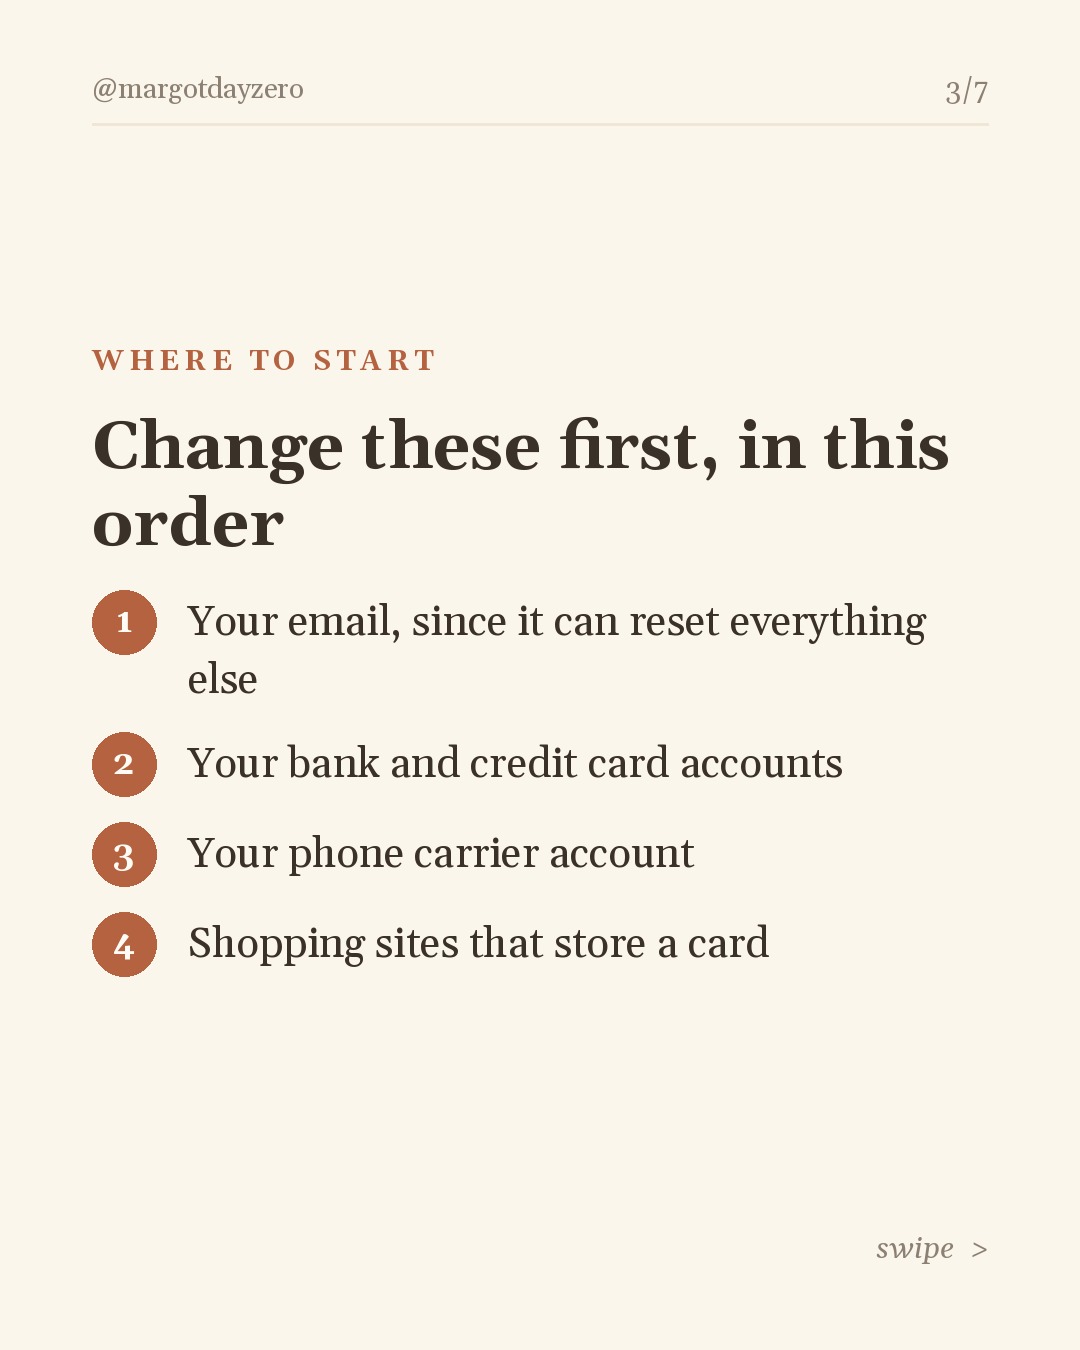 @margotdayzero
3/7
WHERE TO START
Change these first, in this
order
1 Your email, since it can reset everything
else
2 Your bank and credit card accounts
3 Your phone carrier account
4 Shopping sites that store a card
swipe >